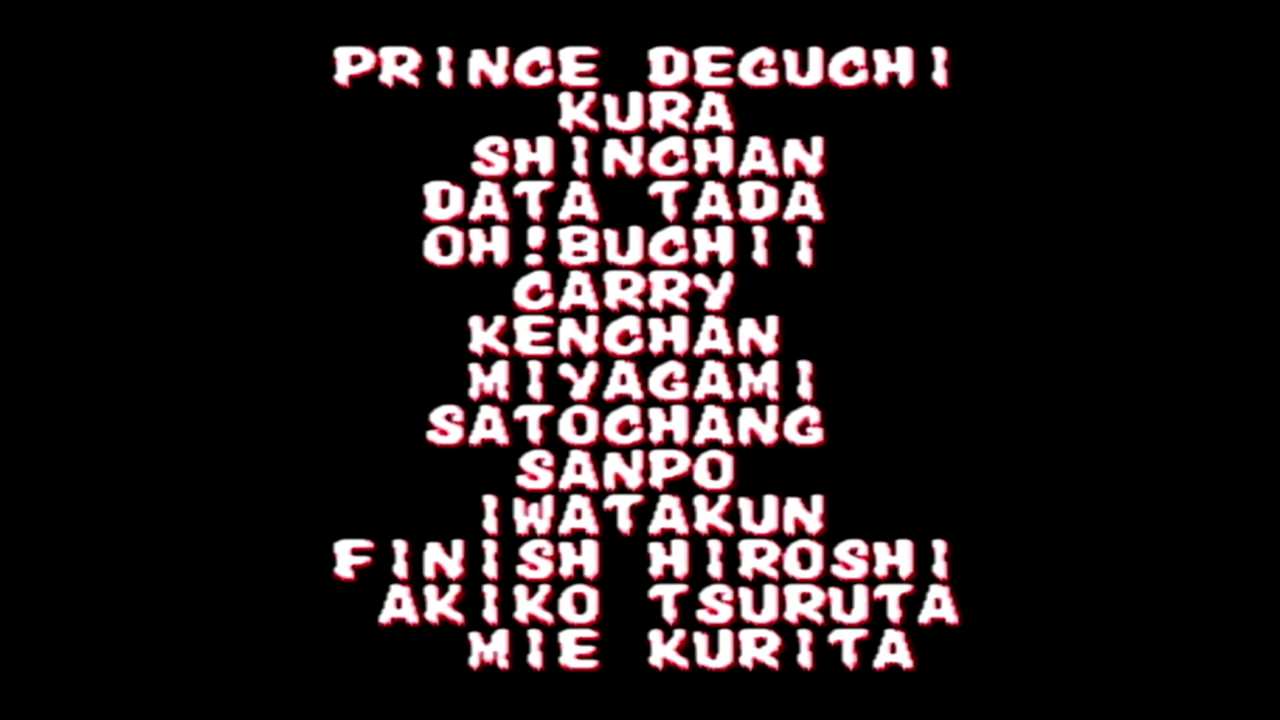 PRINCE DEGUCHI
KURA
SHINCHAN
DATA TADA
OH!BUCHII
CARRY
KENCHAN
MIYAGAMI
SATOCHANG
SANPO
IWATAKUN
FINISH HIROSHI
AKIKO TSURUTA
MIE KURITA